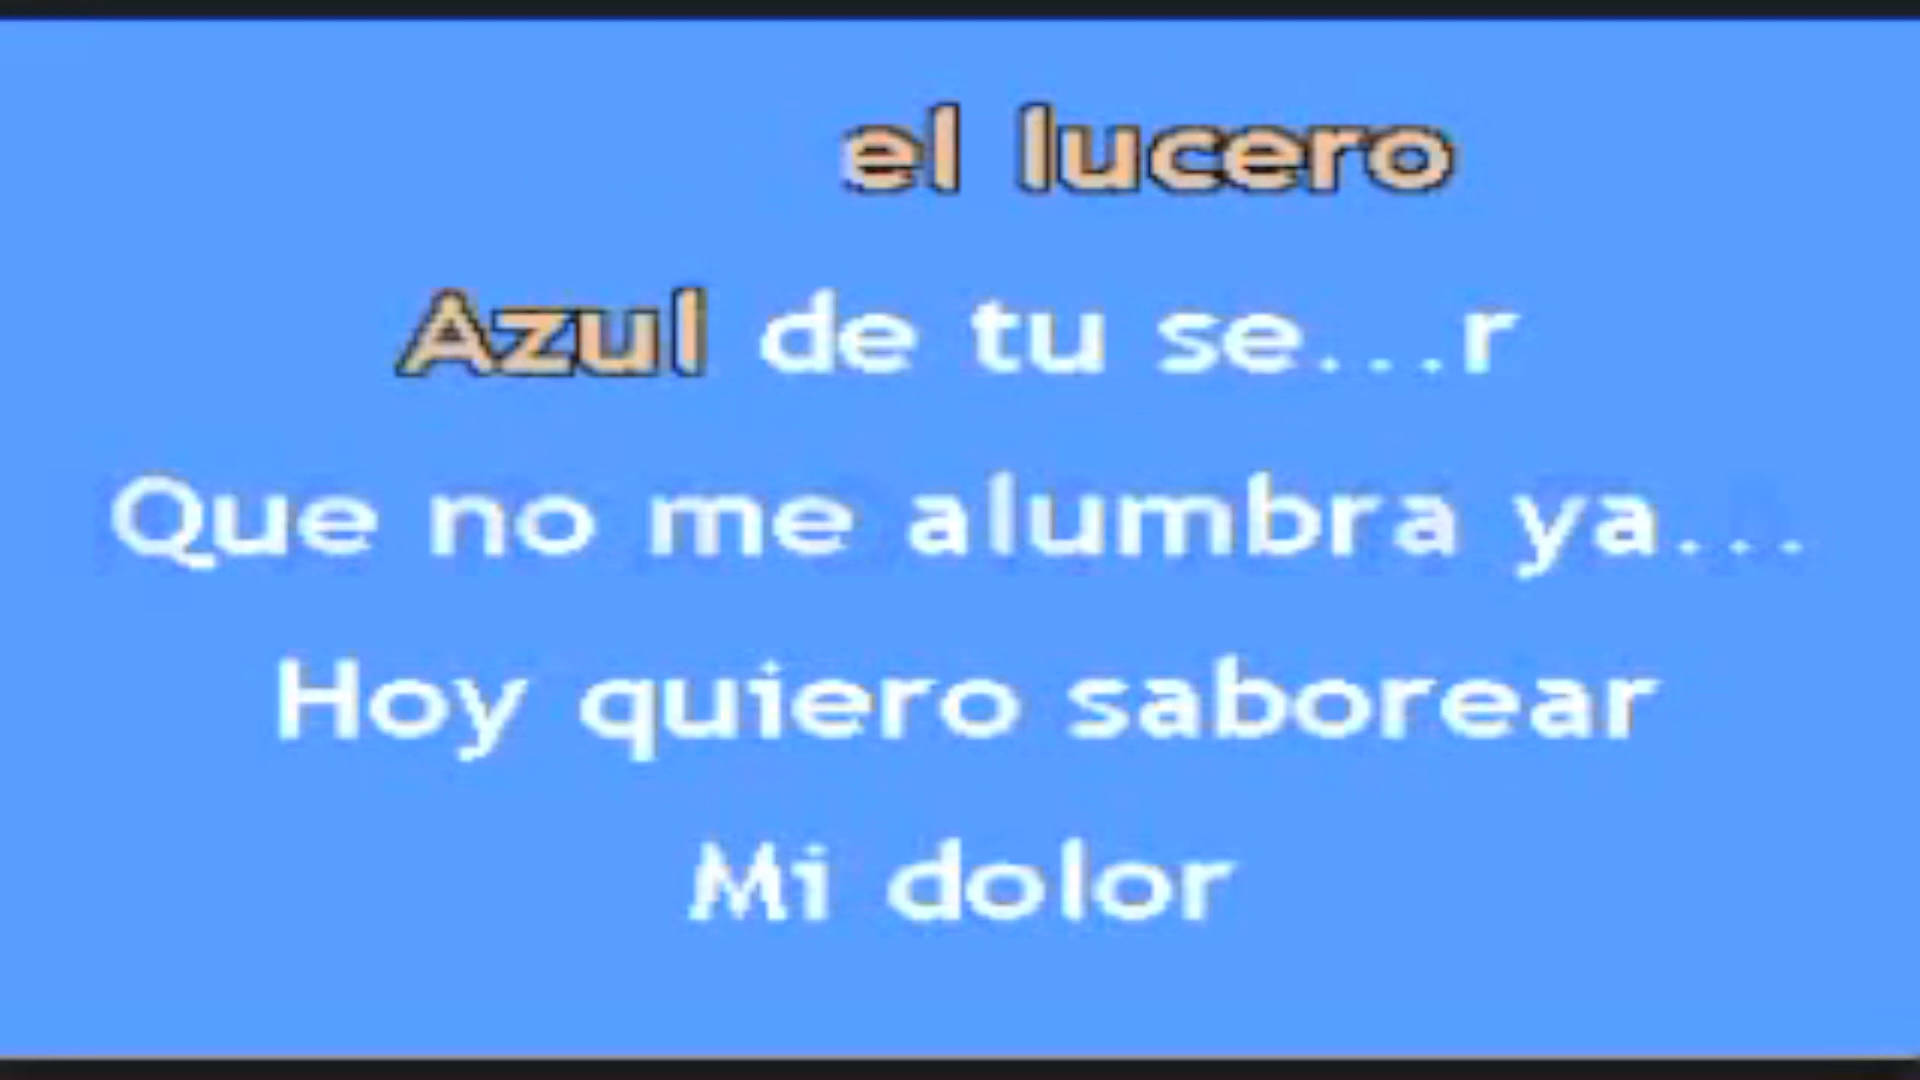 el lucero
Azul de tu se...r
Que no me alumbra ya...
Hoy quiero saborear
Mi dolor